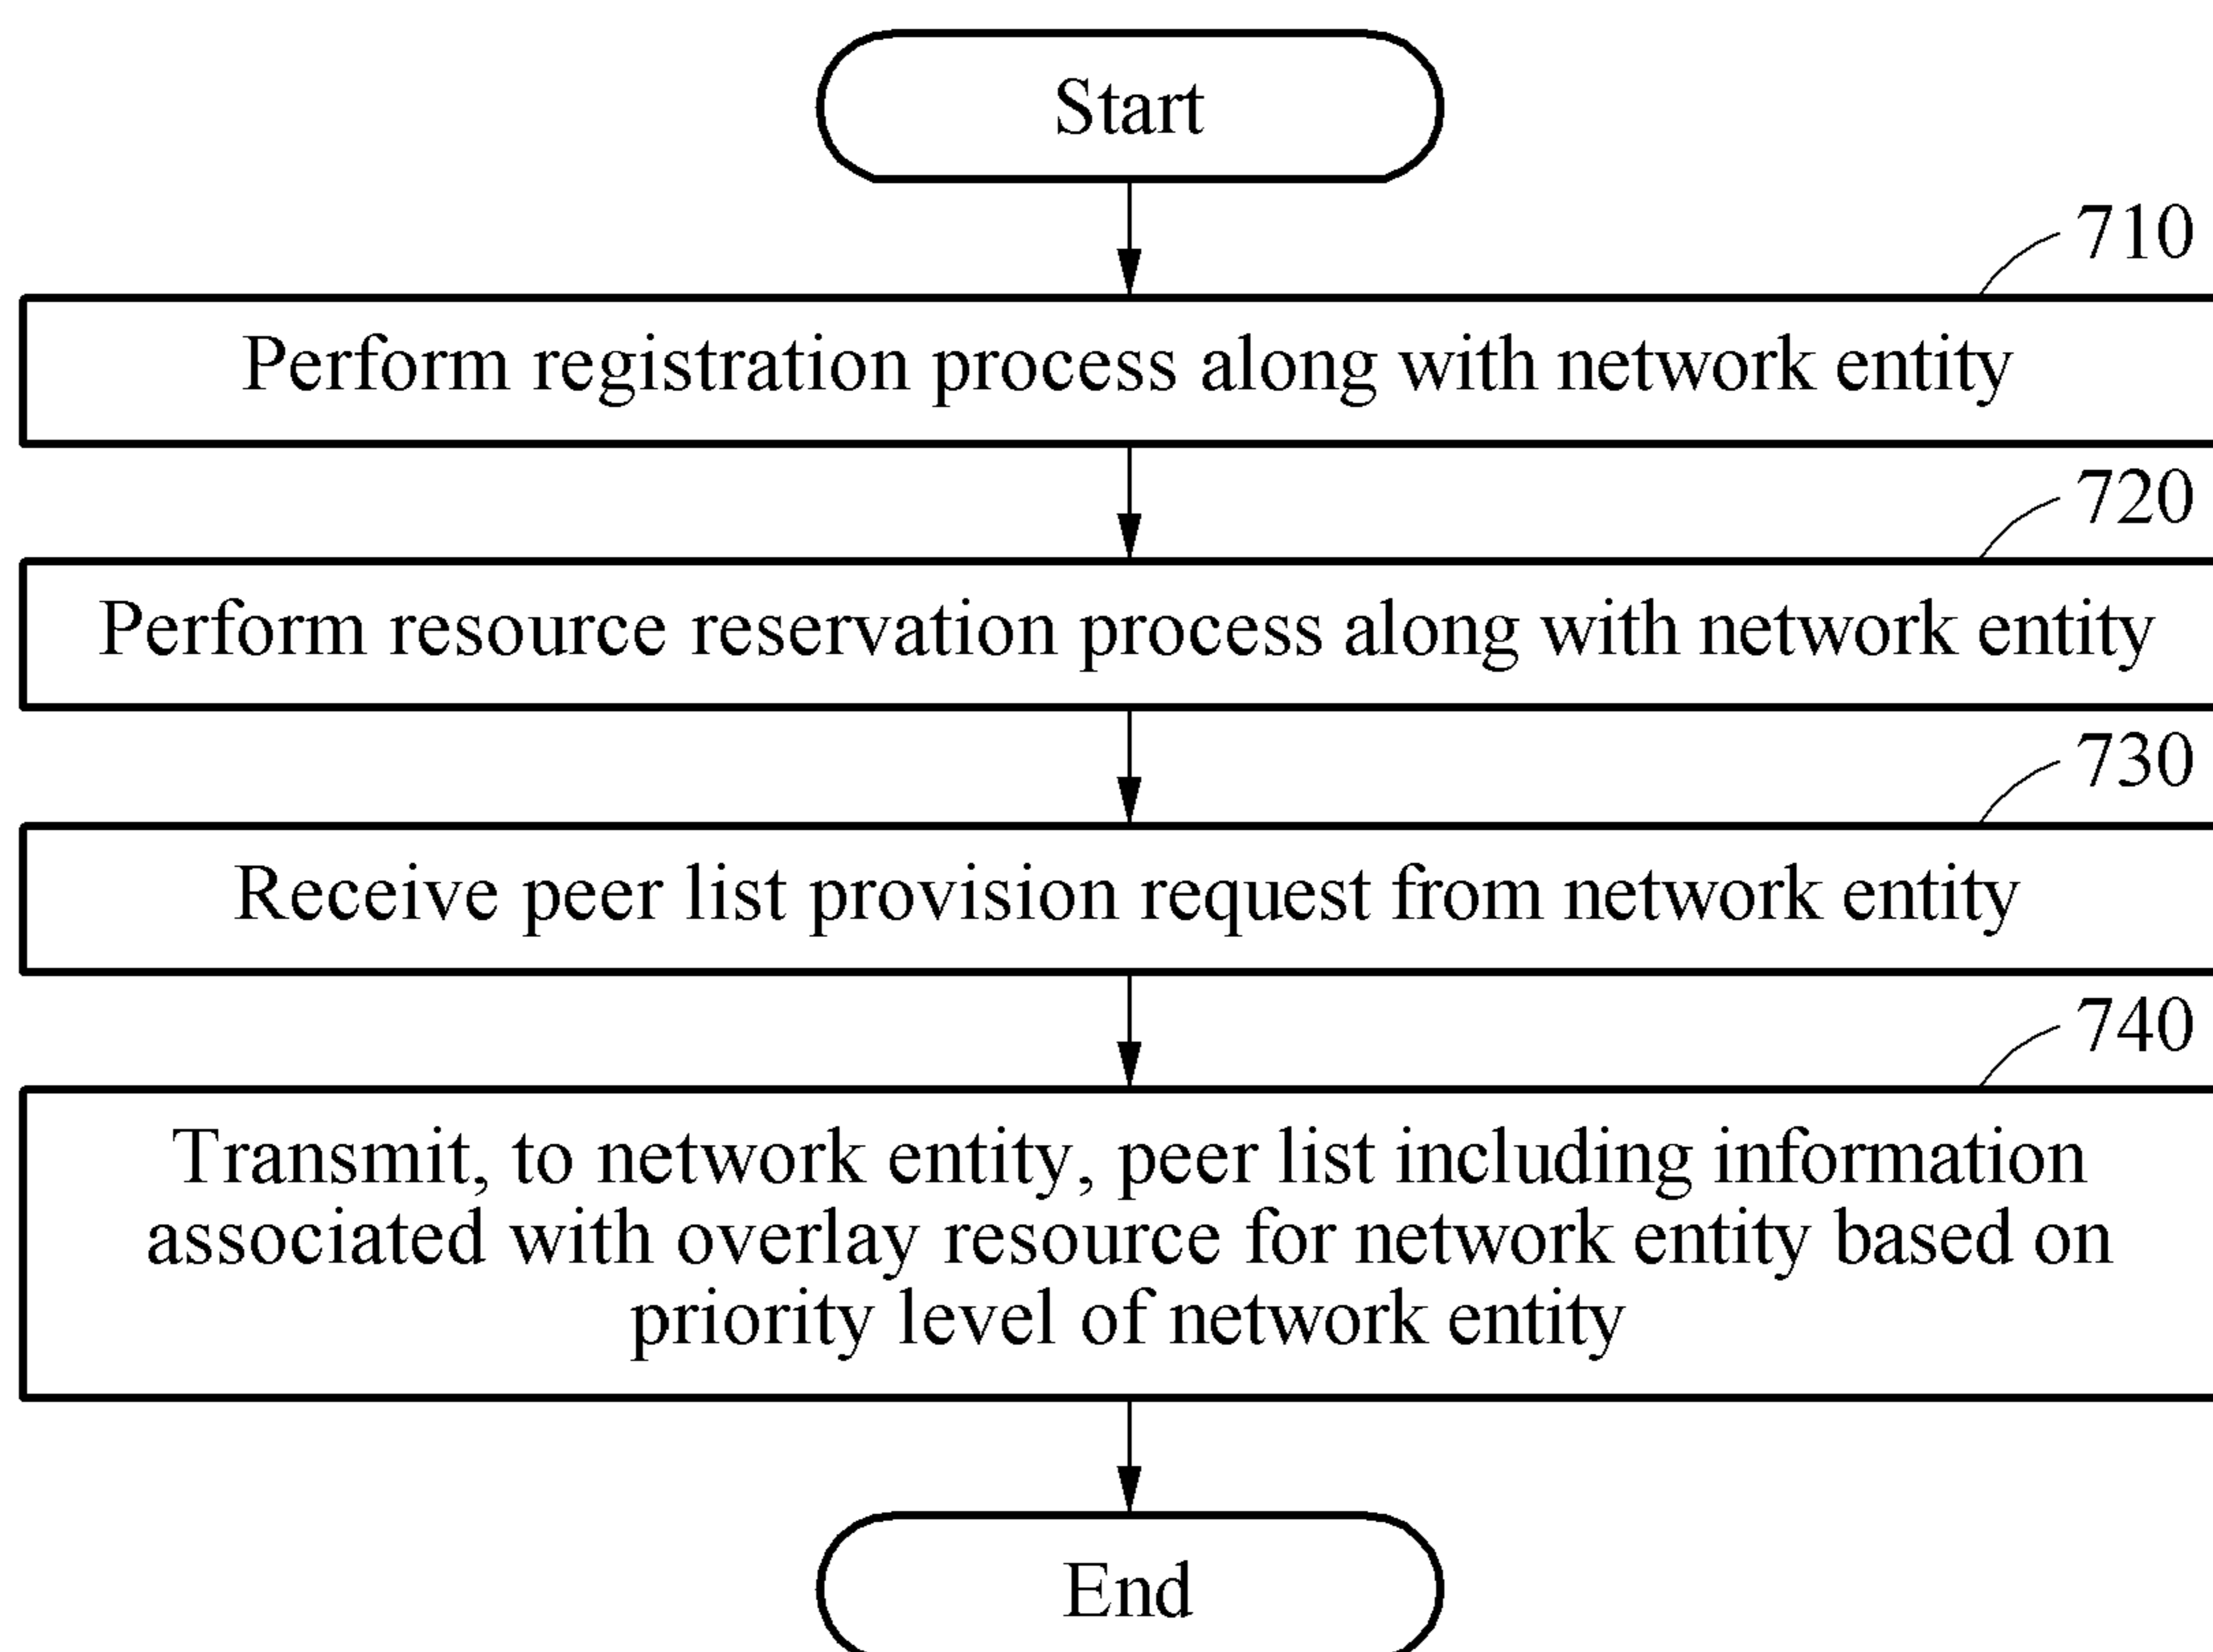 Start
710
Perform registration process along with network entity
720
Perform resource reservation process along with network entity
730
Receive peer list provision request from network entity
740
Transmit, to network entity, peer list including information
associated with overlay resource for network entity based on
priority level of network entity
End